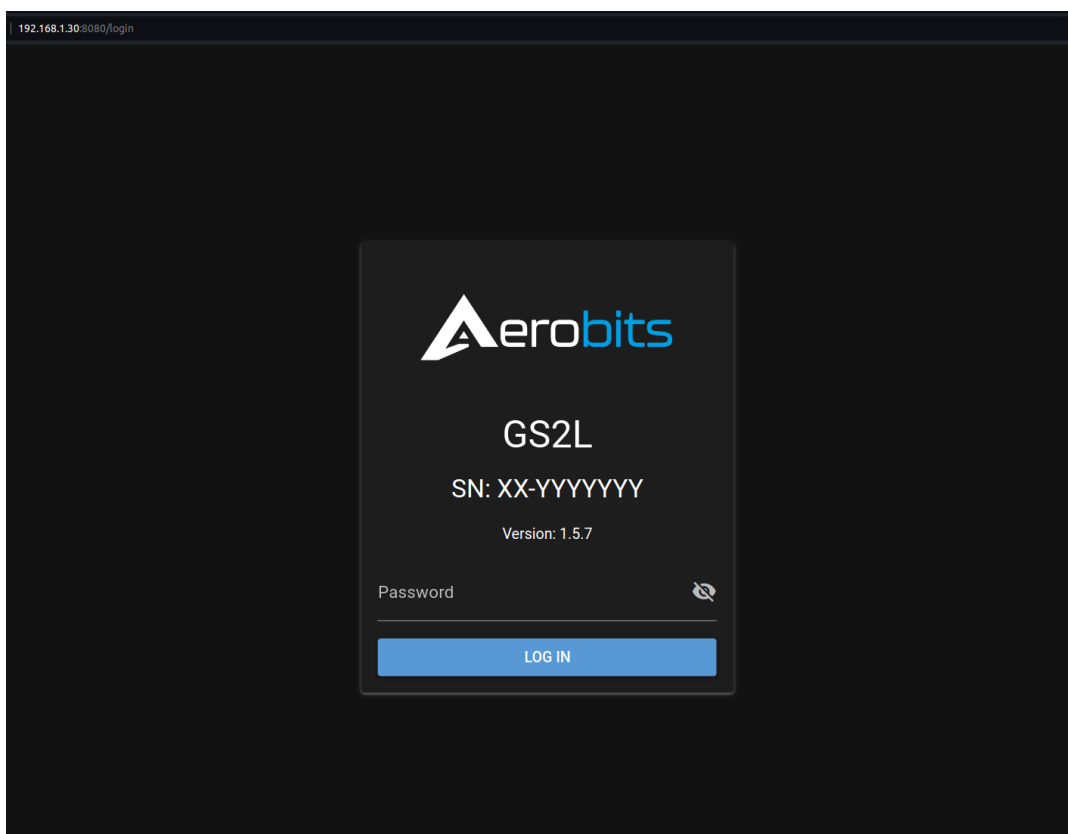 192.168.1.30:8080/login
Aerobits
GS2L
SN: XX-YYYYYYY
Version: 1.5.7
Password
LOG IN